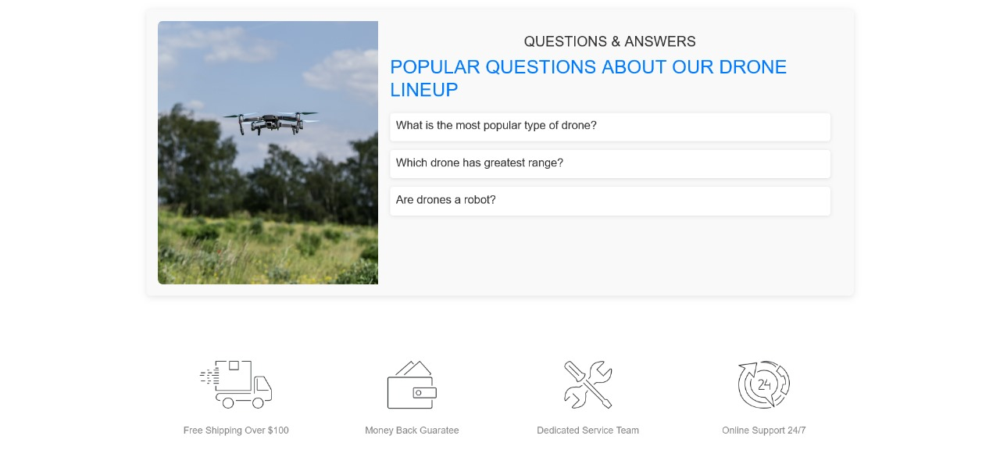 QUESTIONS & ANSWERS
POPULAR QUESTIONS ABOUT OUR DRONE
LINEUP
What is the most popular type of drone?
Which drone has greatest range?
Are drones a robot?
24
Free Shipping Over $100
Money Back Guaratee
Dedicated Service Team
Online Support 24/7